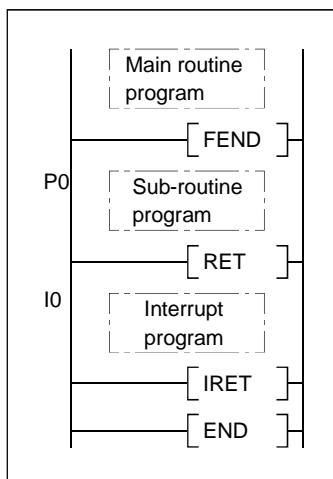 Main routine
program
FEND
P0
Sub-routine
program
RET
I0
Interrupt
program
IRET
END